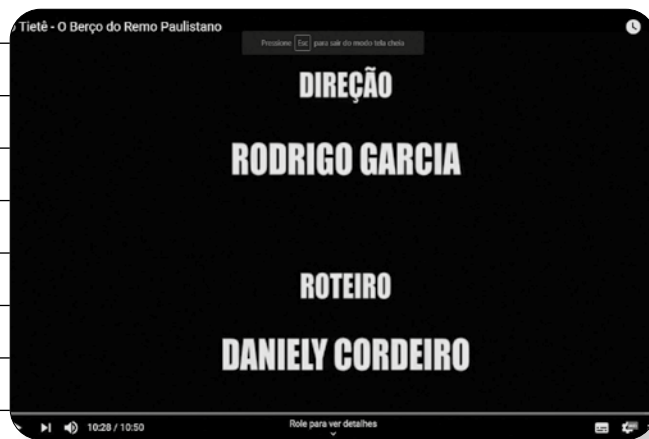 Tietê - O Berço do Remo Paulistano
Pressione Esc para sair do modo tela cheia
DIREÇÃO
RODRIGO GARCIA
ROTEIRO
DANIELY CORDEIRO
10:28 / 10:50
Role para ver detalhes